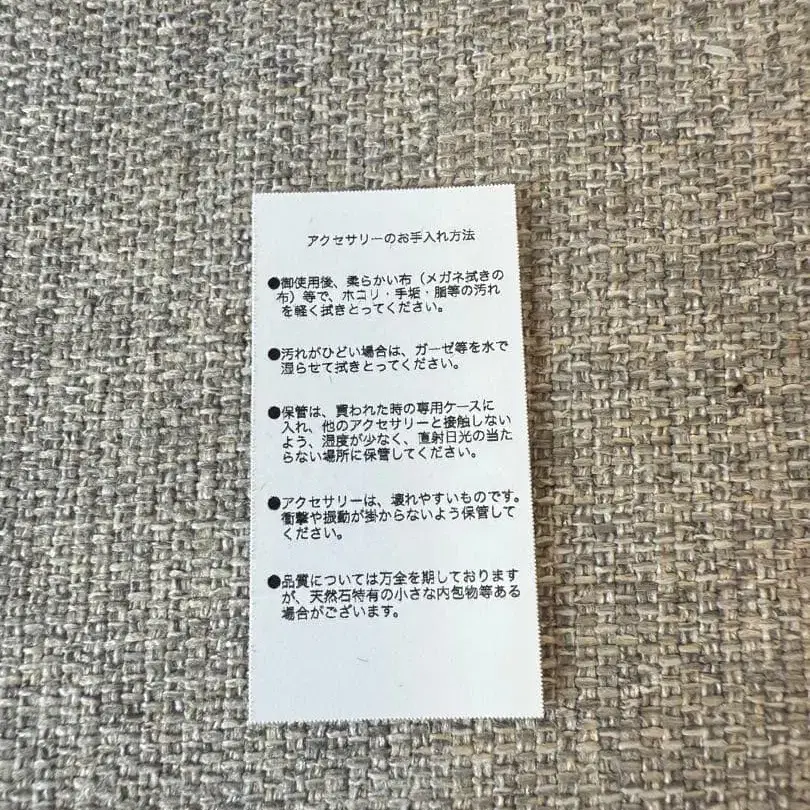 アクセサリーのお手入れ方法
●御使用後、柔らかい布（メガネ拭きの
布）等で、ホコリ・手垢・脂等の汚れ
を軽く拭きとってください。
●汚れがひどい場合は、ガーゼ等を水で
湿らせて拭きとってください。
●保管は、買われた時の専用ケースに
入れ、他のアクセサリーと接触しない
よう、湿度が少なく、直射日光の当た
らない場所に保管してください。
●アクセサリーは、壊れやすいものです。
衝撃や振動が掛からないよう保管して
ください。
●品質については万全を期しております
が、天然石特有の小さな内包物等ある
場合がございます。